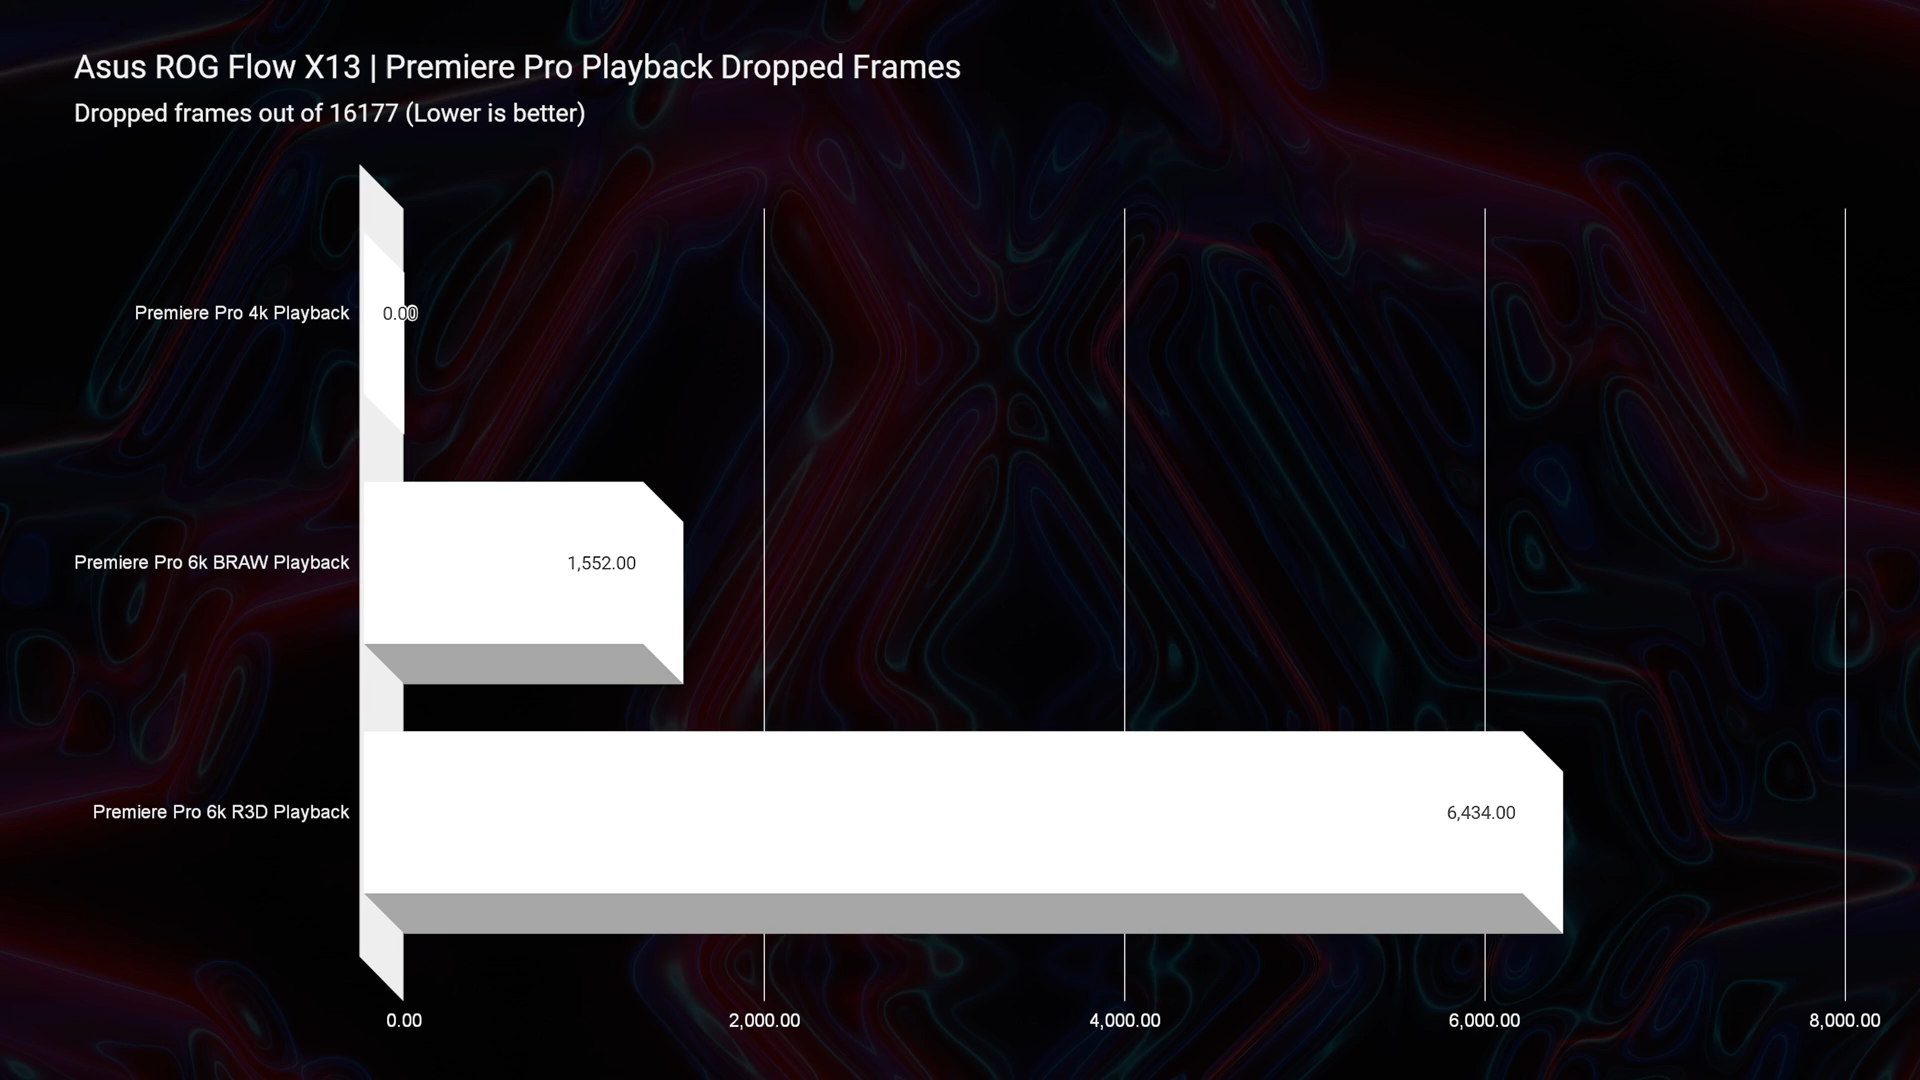 Asus ROG Flow X13 | Premiere Pro Playback Dropped Frames
Dropped frames out of 16177 (Lower is better)
Premiere Pro 4k Playback
0.00
Premiere Pro 6k BRAW Playback
1,552.00
Premiere Pro 6k R3D Playback
6,434.00
0.00
2,000.00
4,000.00
6,000.00
8,000.00